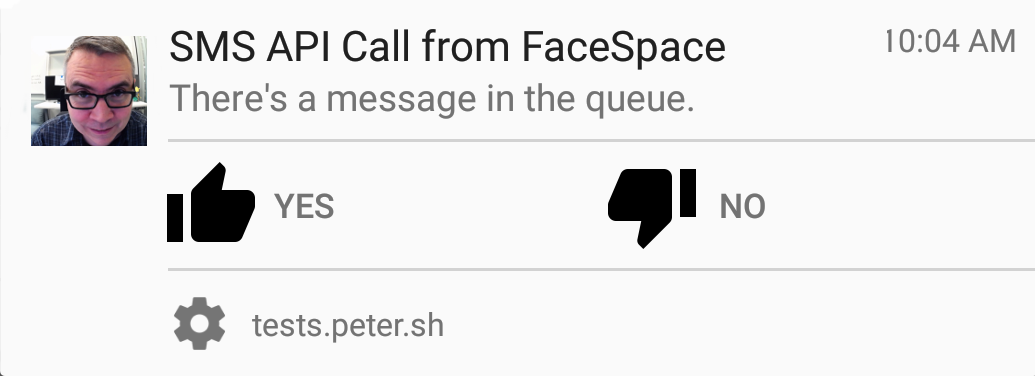 SMS API Call from FaceSpace
10:04 AM
There's a message in the queue.
YES
NO
tests.peter.sh